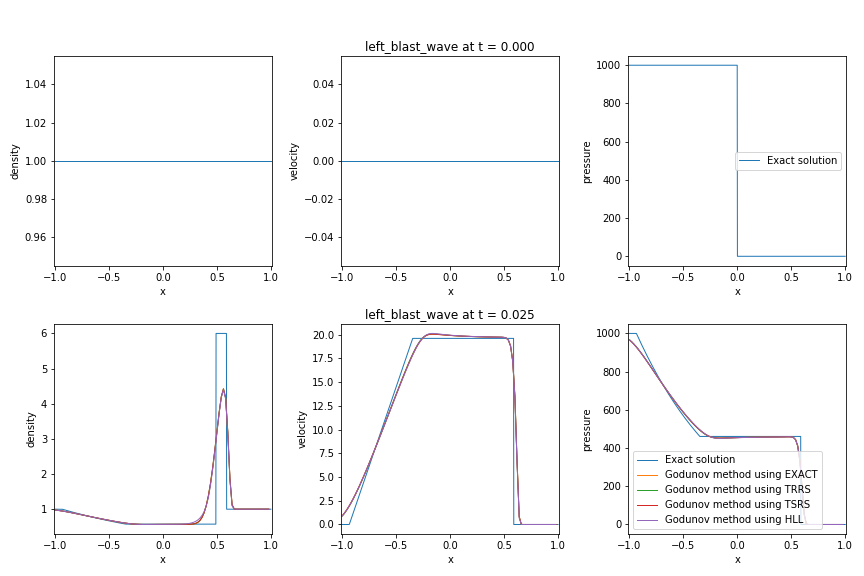 left_blast_wave at t = 0.000
density
1.04
1.02
1.00
0.98
0.96
−1.0 −0.5 0.0 0.5 1.0
x
velocity
0.04
0.02
0.00
−0.02
−0.04
−1.0 −0.5 0.0 0.5 1.0
x
pressure
1000
800
600
400
200
0
Exact solution
−1.0 −0.5 0.0 0.5 1.0
x
left_blast_wave at t = 0.025
density
6
5
4
3
2
1
−1.0 −0.5 0.0 0.5 1.0
x
velocity
20.0
17.5
15.0
12.5
10.0
7.5
5.0
2.5
0.0
−1.0 −0.5 0.0 0.5 1.0
x
pressure
1000
800
600
400
200
0
Exact solution
Godunov method using EXACT
Godunov method using TRRS
Godunov method using TSRS
Godunov method using HLL
−1.0 −0.5 0.0 0.5 1.0
x